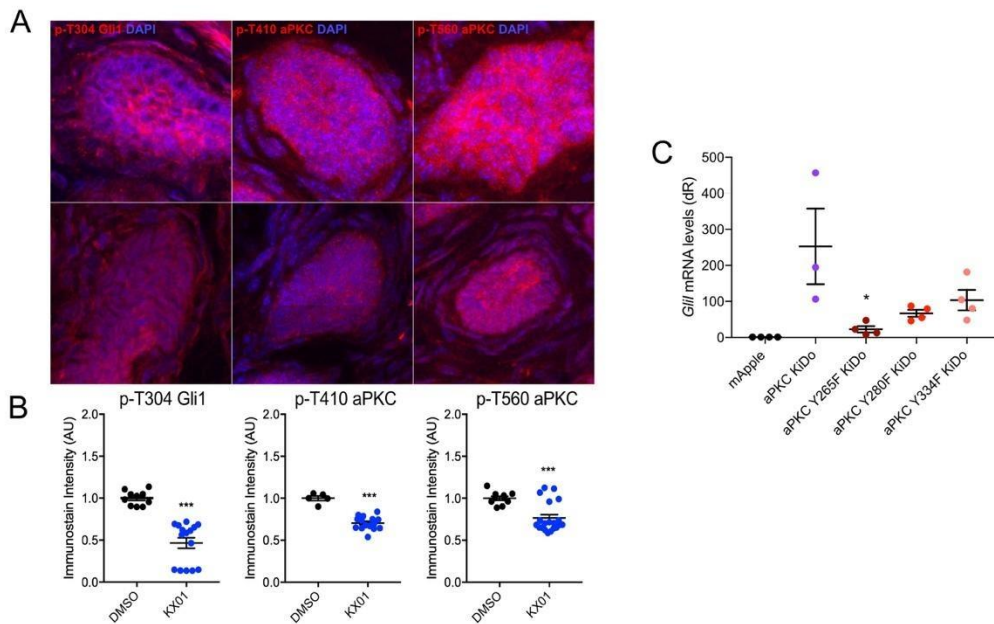 A
p-T304 Gli1 DAPI
p-T410 aPKC DAPI
p-T560 aPKC DAPI
B
p-T304 Gli1
Immunostain Intensity (AU)
2.0
1.5
1.0
0.5
0.0
***
DMSO
KX01
p-T410 aPKC
Immunostain Intensity (AU)
2.0
1.5
1.0
0.5
0.0
***
DMSO
KX01
p-T560 aPKC
Immunostain Intensity (AU)
2.0
1.5
1.0
0.5
0.0
***
DMSO
KX01
C
Gli1 mRNA levels (dR)
500
400
300
200
100
0
*
mApple
aPKC KiDo
aPKC Y265F KiDo
aPKC Y280F KiDo
aPKC Y334F KiDo